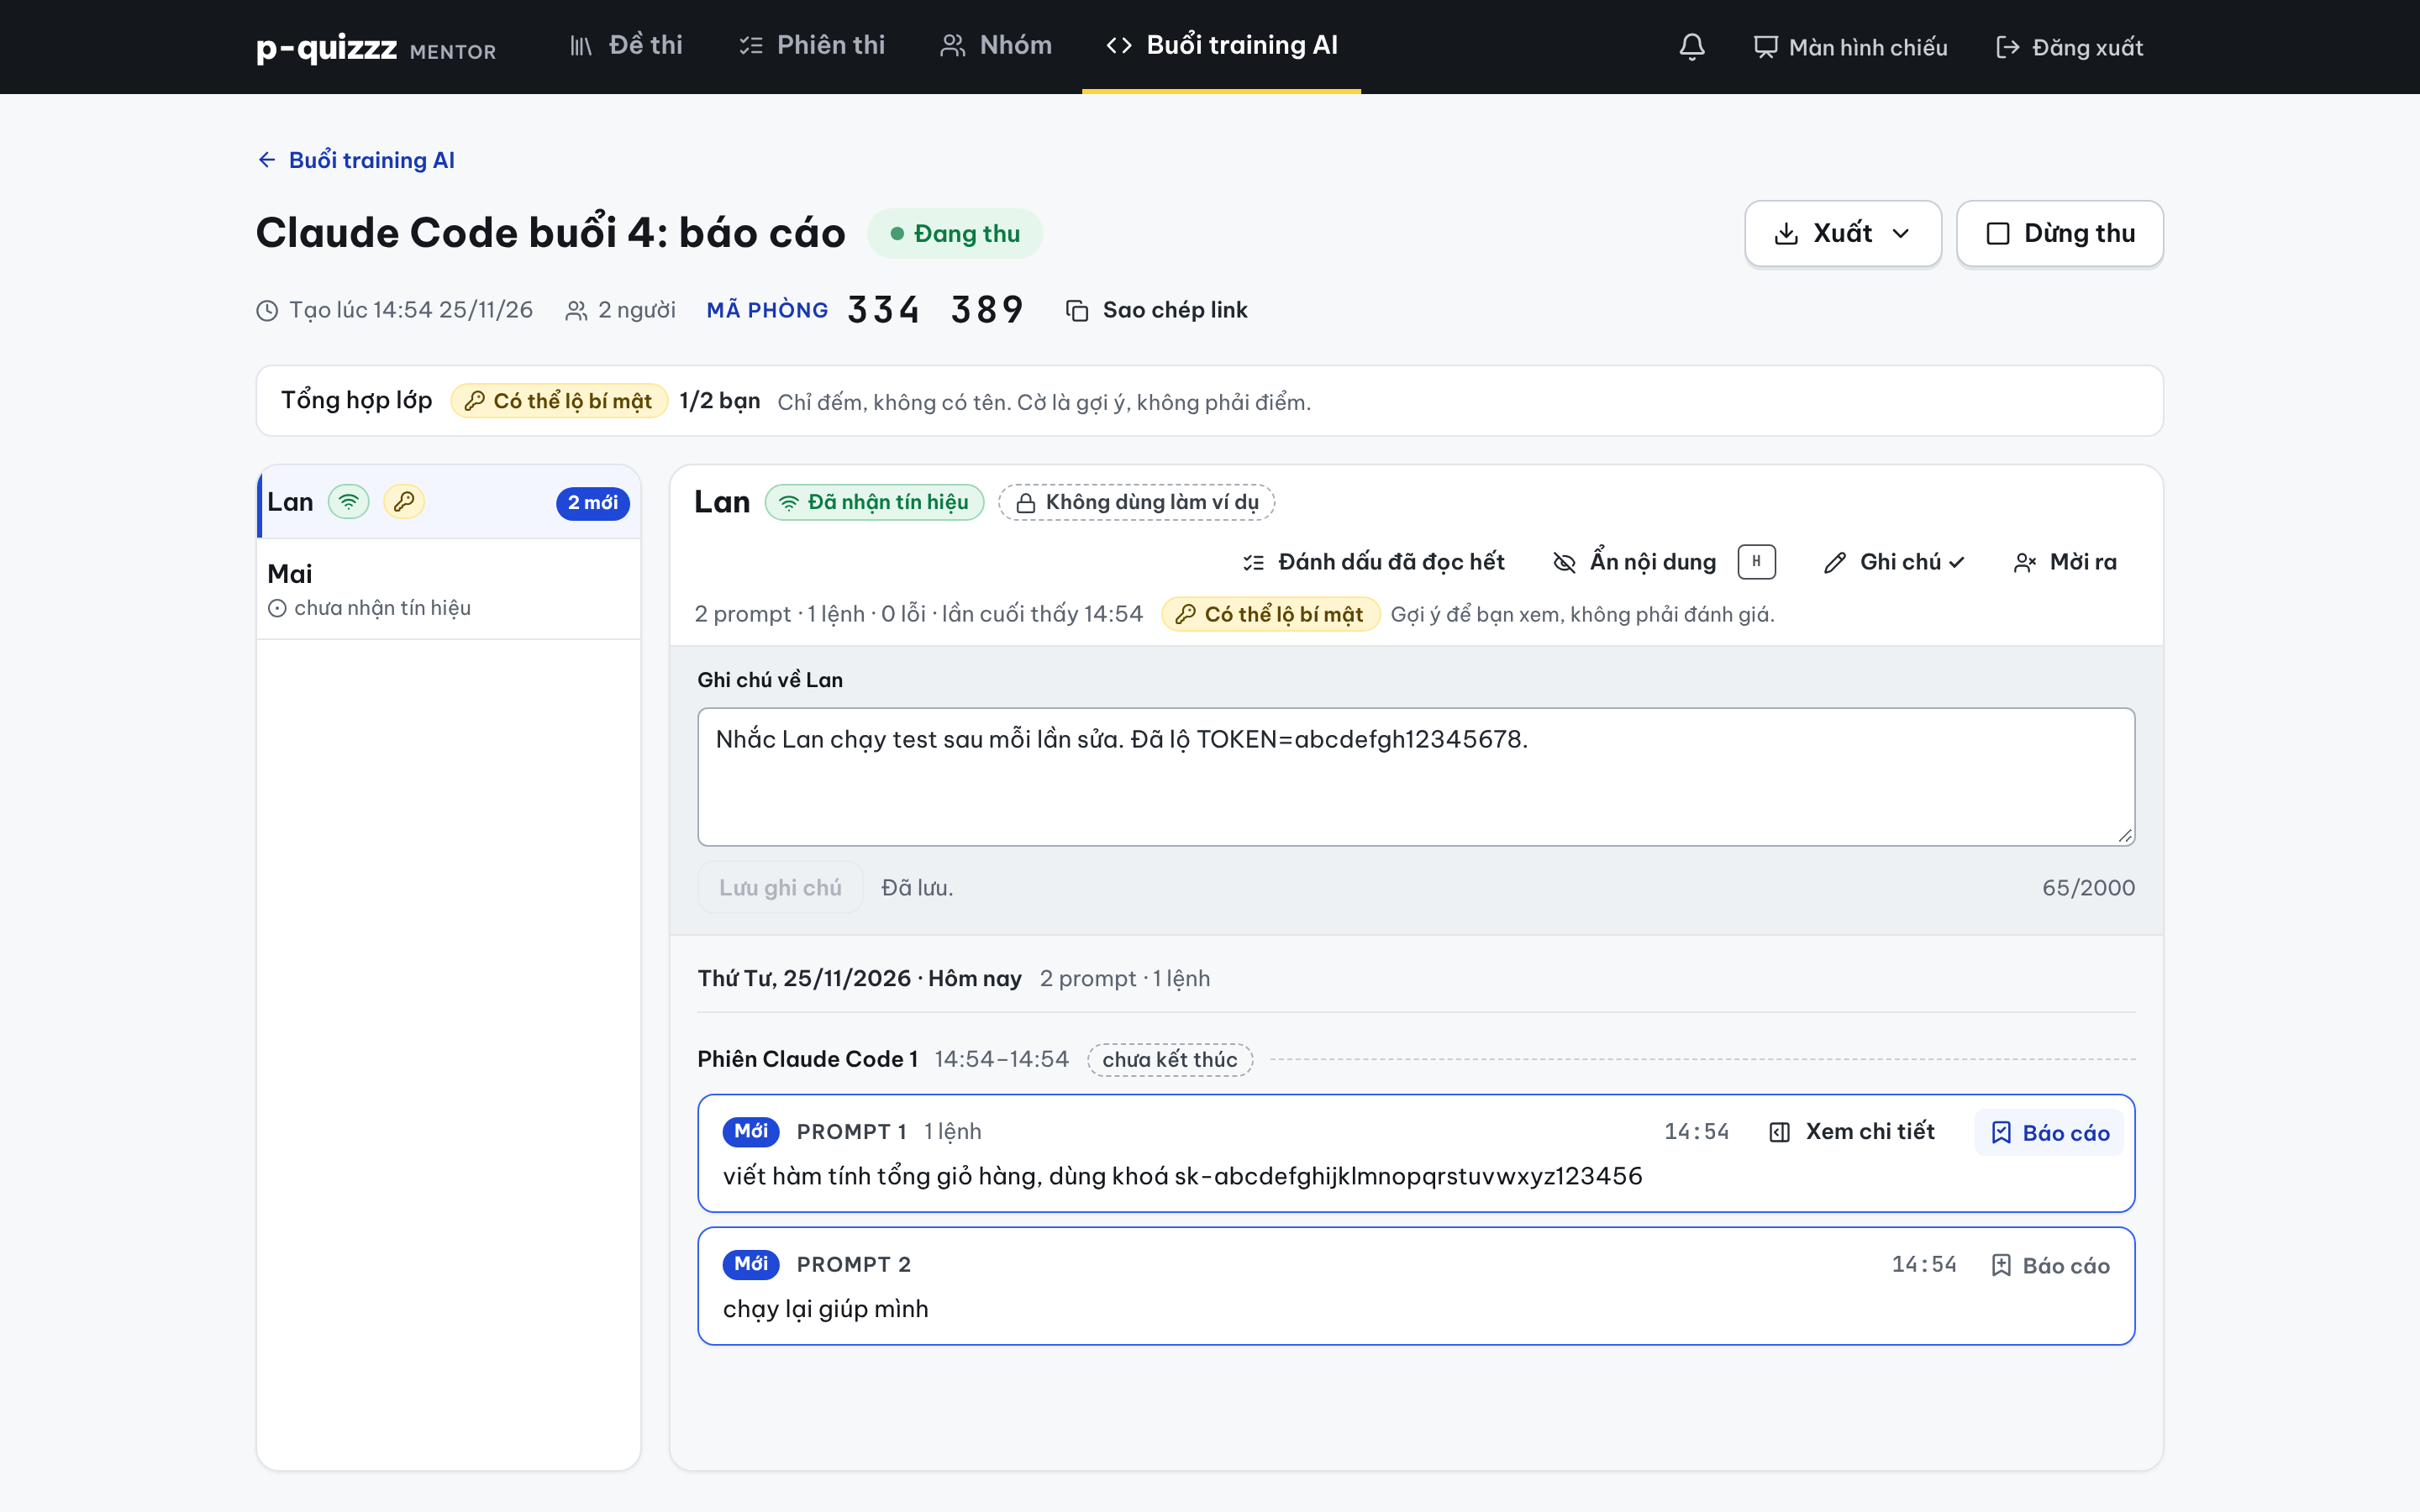 p-quizzz MENTOR Đề thi Phiên thi Nhóm Buổi training AI Màn hình chiếu Đăng xuất
Buổi training AI
Claude Code buổi 4: báo cáo Đang thu Xuất Dừng thu
Tạo lúc 14:54 25/11/26 2 người MÃ PHÒNG 334 389 Sao chép link
Tổng hợp lớp Có thể lộ bí mật 1/2 bạn Chỉ đếm, không có tên. Cờ là gợi ý, không phải điểm.
Lan 2 mới
Mai
chưa nhận tín hiệu
Lan Đã nhận tín hiệu Không dùng làm ví dụ
Đánh dấu đã đọc hết Ẩn nội dung H Ghi chú Mời ra
2 prompt · 1 lệnh · 0 lỗi · lần cuối thấy 14:54 Có thể lộ bí mật Gợi ý để bạn xem, không phải đánh giá.
Ghi chú về Lan
Nhắc Lan chạy test sau mỗi lần sửa. Đã lộ TOKEN=abcdefgh12345678.
Lưu ghi chú Đã lưu. 65/2000
Thứ Tư, 25/11/2026 · Hôm nay 2 prompt · 1 lệnh
Phiên Claude Code 1 14:54–14:54 chưa kết thúc
Mới PROMPT 1 1 lệnh 14:54 Xem chi tiết Báo cáo
viết hàm tính tổng giỏ hàng, dùng khoá sk-abcdefghijklmnopqrstuvwxyz123456
Mới PROMPT 2 14:54 Báo cáo
chạy lại giúp mình